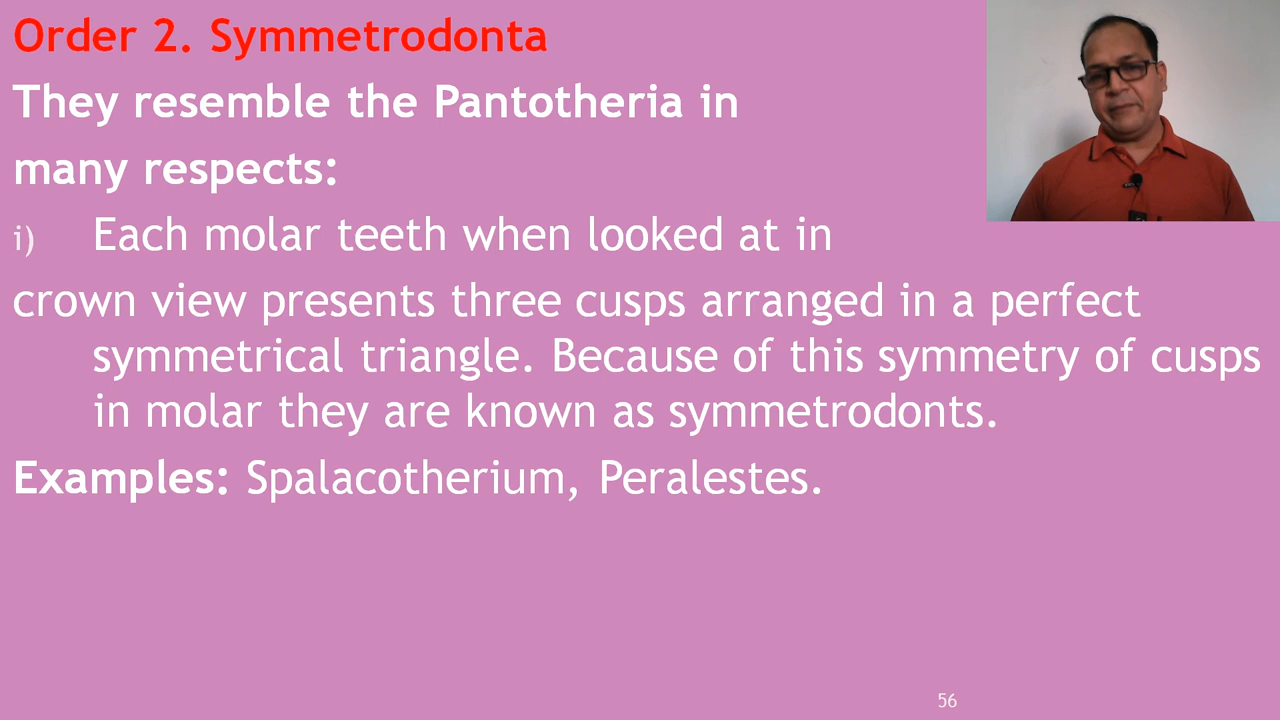 Order 2. Symmetrodonta
They resemble the Pantotheria in
many respects:
i) Each molar teeth when looked at in
crown view presents three cusps arranged in a perfect
symmetrical triangle. Because of this symmetry of cusps
in molar they are known as symmetrodonts.
Examples: Spalacotherium, Peralestes.
56